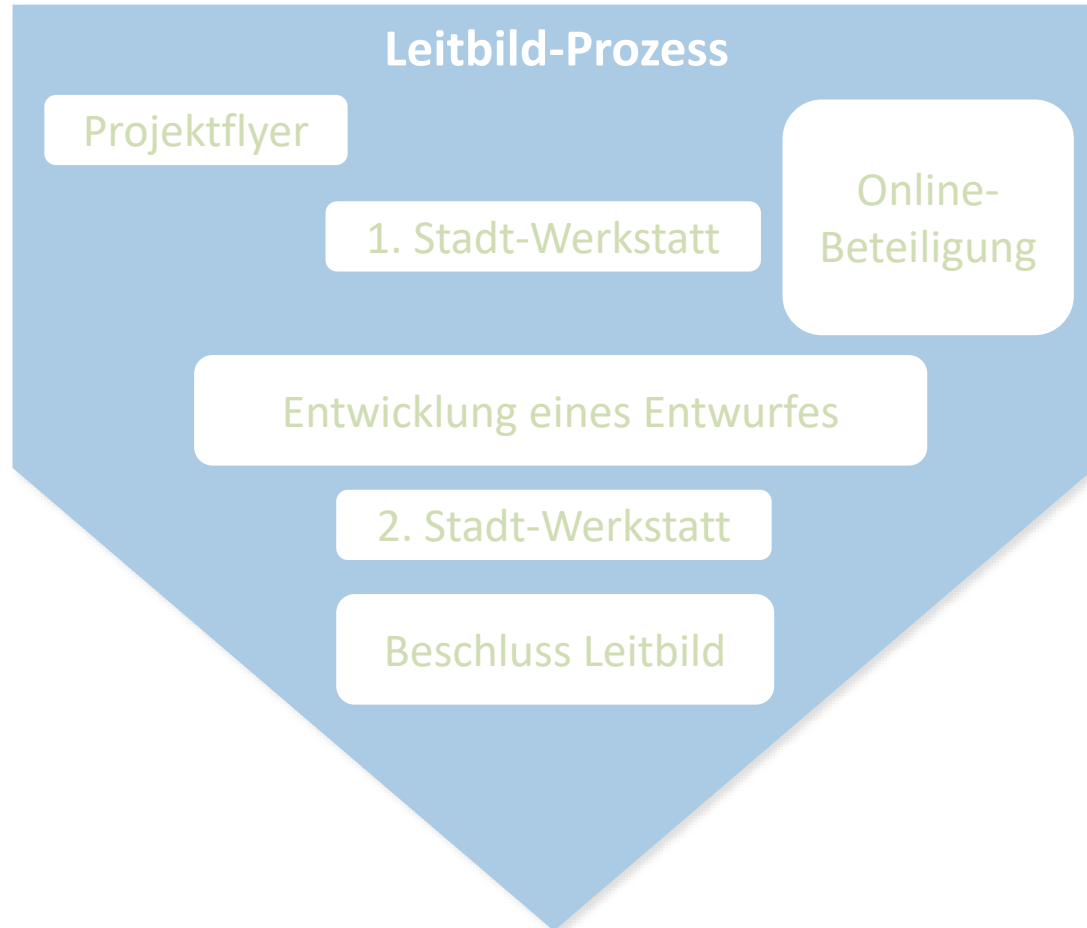 Leitbild-Prozess
Projektflyer
1. Stadt-Werkstatt
Online-
Beteiligung
Entwicklung eines Entwurfes
2. Stadt-Werkstatt
Beschluss Leitbild